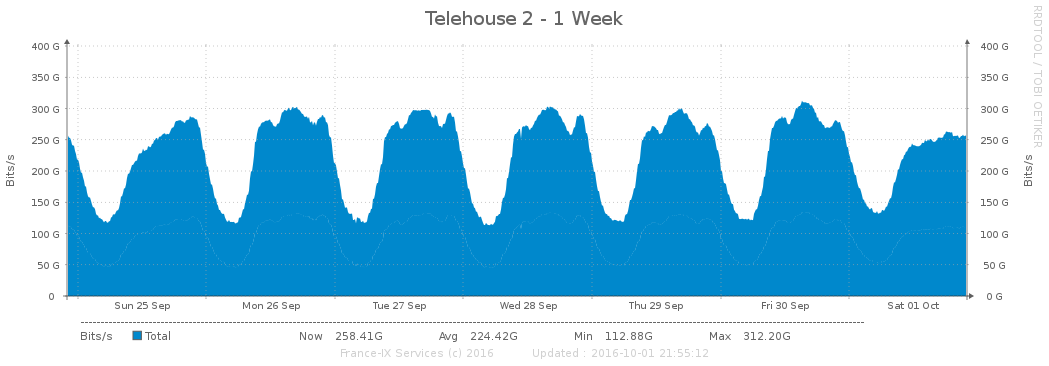 Telehouse 2 - 1 Week
RRDTOOL / TOBI OETIKER
400 G 400 G
350 G 350 G
300 G 300 G
250 G 250 G
200 G 200 G
150 G 150 G
100 G 100 G
50 G 50 G
0 0 G
Bits/s
Bits/s
Sun 25 Sep Mon 26 Sep Tue 27 Sep Wed 28 Sep Thu 29 Sep Fri 30 Sep Sat 01 Oct
Bits/s Total Now 258.41G Avg 224.42G Min 112.88G Max 312.20G
France-IX Services (c) 2016 Updated : 2016-10-01 21:55:12